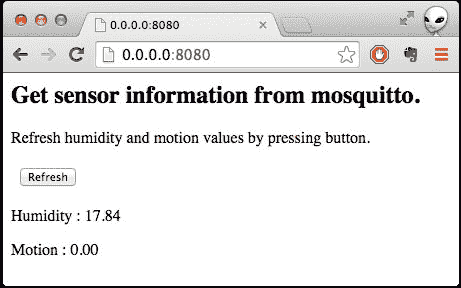 0.0.0.0:8080
0.0.0.0:8080
Get sensor information from mosquitto.
Refresh humidity and motion values by pressing button.
Refresh
Humidity : 17.84
Motion : 0.00